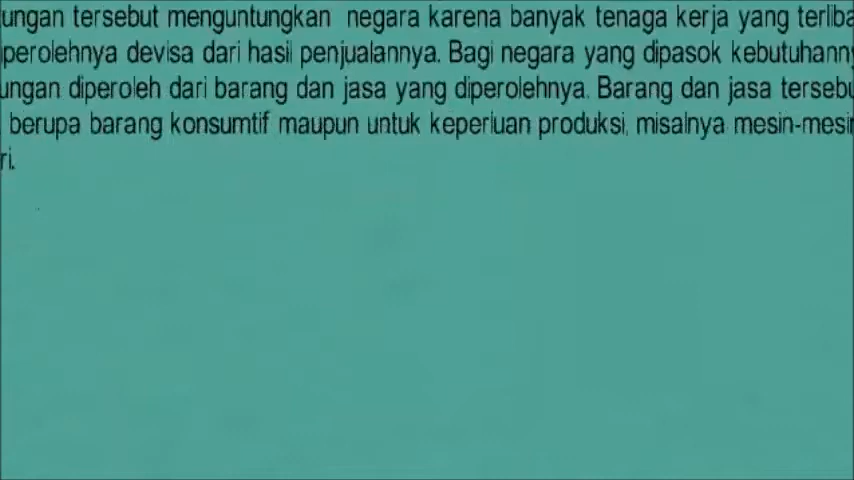 ungan tersebut menguntungkan negara karena banyak tenaga kerja yang terliba
perolehnya devisa dari hasil penjualannya. Bagi negara yang dipasok kebutuhanny
ungan diperoleh dari barang dan jasa yang diperolehnya. Barang dan jasa tersebu
berupa barang konsumtif maupun untuk keperluan produksi, misalnya mesin-mesin
ri.